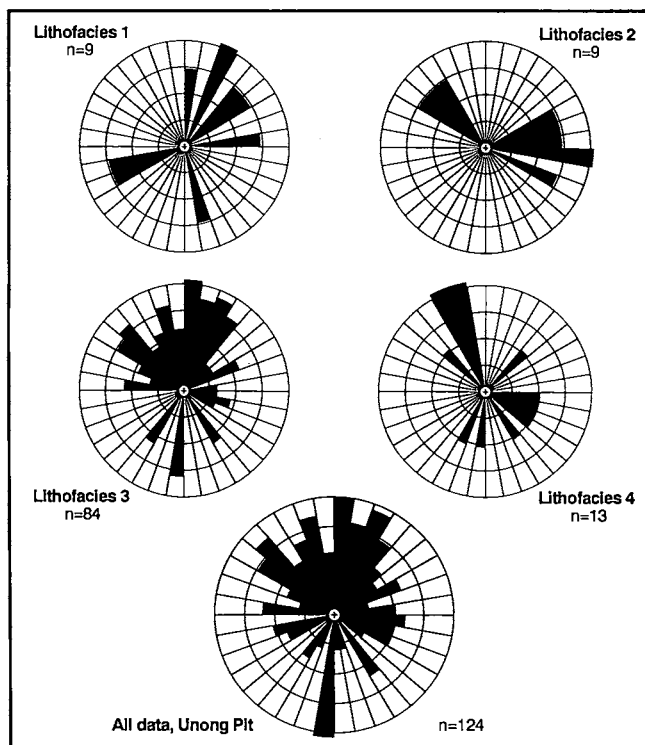 Lithofacies 1
n=9
Lithofacies 2
n=9
Lithofacies 3
n=84
Lithofacies 4
n=13
All data, Unong Pit
n=124